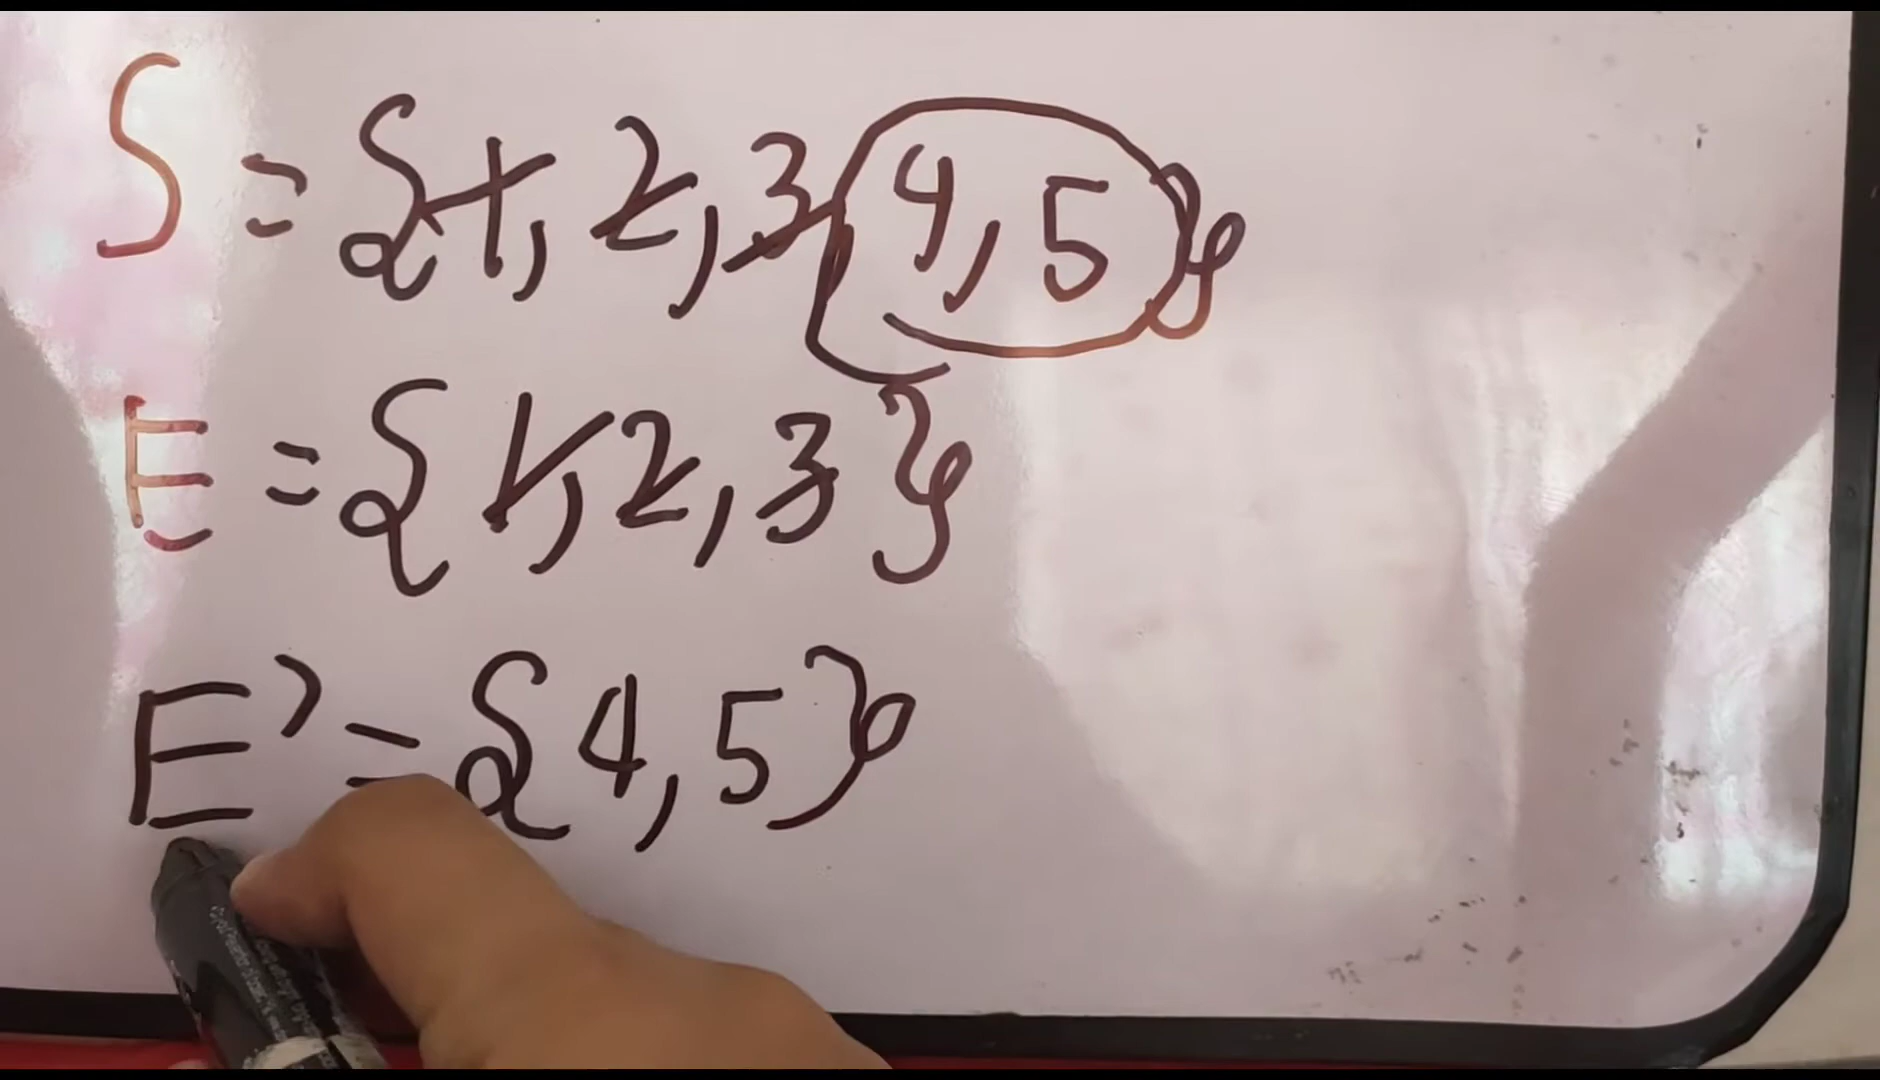 S = {1, 2, 3, 4, 5}
E = {1, 2, 3}
E' = {4, 5}